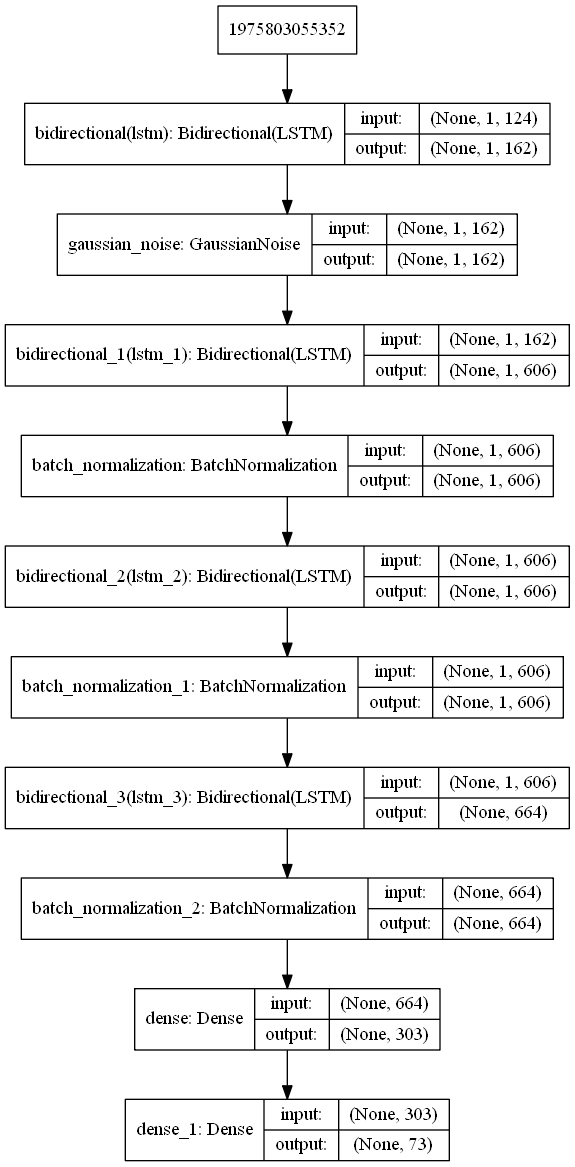 1975803055352
bidirectional(lstm): Bidirectional(LSTM)
input: (None, 1, 124)
output: (None, 1, 162)
gaussian_noise: GaussianNoise
input: (None, 1, 162)
output: (None, 1, 162)
bidirectional_1(lstm_1): Bidirectional(LSTM)
input: (None, 1, 162)
output: (None, 1, 606)
batch_normalization: BatchNormalization
input: (None, 1, 606)
output: (None, 1, 606)
bidirectional_2(lstm_2): Bidirectional(LSTM)
input: (None, 1, 606)
output: (None, 1, 606)
batch_normalization_1: BatchNormalization
input: (None, 1, 606)
output: (None, 1, 606)
bidirectional_3(lstm_3): Bidirectional(LSTM)
input: (None, 1, 606)
output: (None, 664)
batch_normalization_2: BatchNormalization
input: (None, 664)
output: (None, 664)
dense: Dense
input: (None, 664)
output: (None, 303)
dense_1: Dense
input: (None, 303)
output: (None, 73)